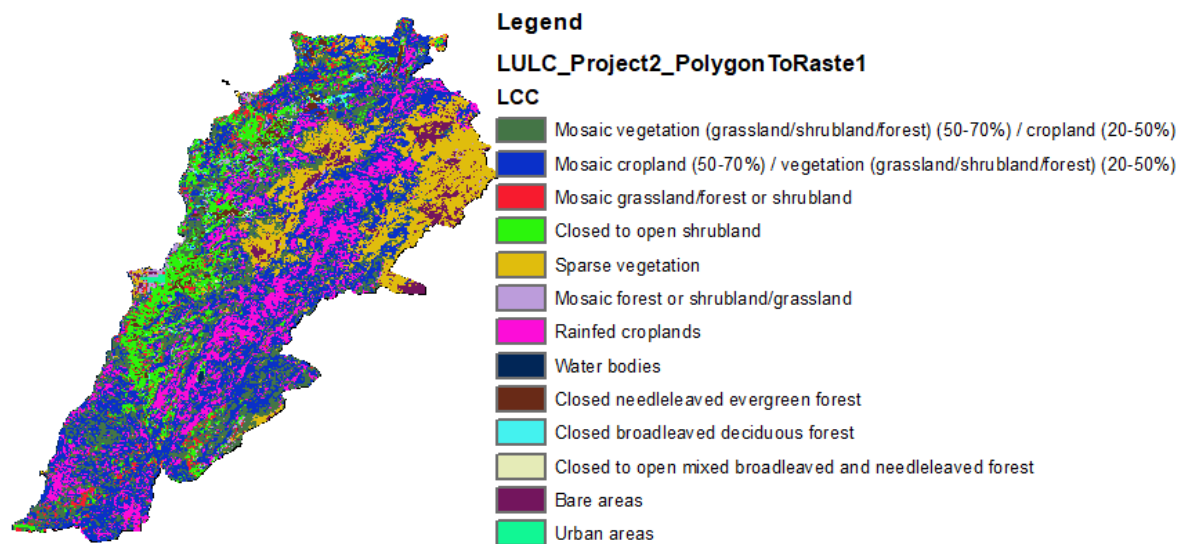 Legend
LULC_Project2_PolygonToRaste1
LCC
Mosaic vegetation (grassland/shrubland/forest) (50-70%) / cropland (20-50%)
Mosaic cropland (50-70%) / vegetation (grassland/shrubland/forest) (20-50%)
Mosaic grassland/forest or shrubland
Closed to open shrubland
Sparse vegetation
Mosaic forest or shrubland/grassland
Rainfed croplands
Water bodies
Closed needleleaved evergreen forest
Closed broadleaved deciduous forest
Closed to open mixed broadleaved and needleleaved forest
Bare areas
Urban areas